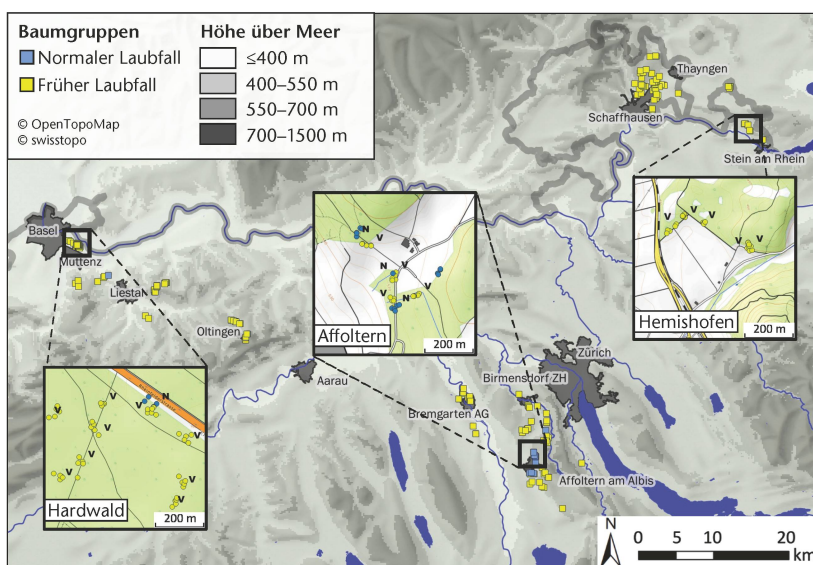 Baumgruppen
Normaler Laubfall
Früher Laubfall
© OpenTopoMap
© swisstopo
Höhe über Meer
≤400 m
400–550 m
550–700 m
700–1500 m
Thayngen
Schaffhausen
Stein am Rhein
Basel
Muttenz
Liestal
Oltingen
Aarau
Zürich
Birmensdorf ZH
Bremgarten AG
Affoltern am Albis
N
V
V
N
V
V
N
V
Affoltern
200 m
V
V
V
V
Hemishofen
200 m
V
V
N
V
V
V
V
V
V
Hardwald
200 m
N
0 5 10 20
km